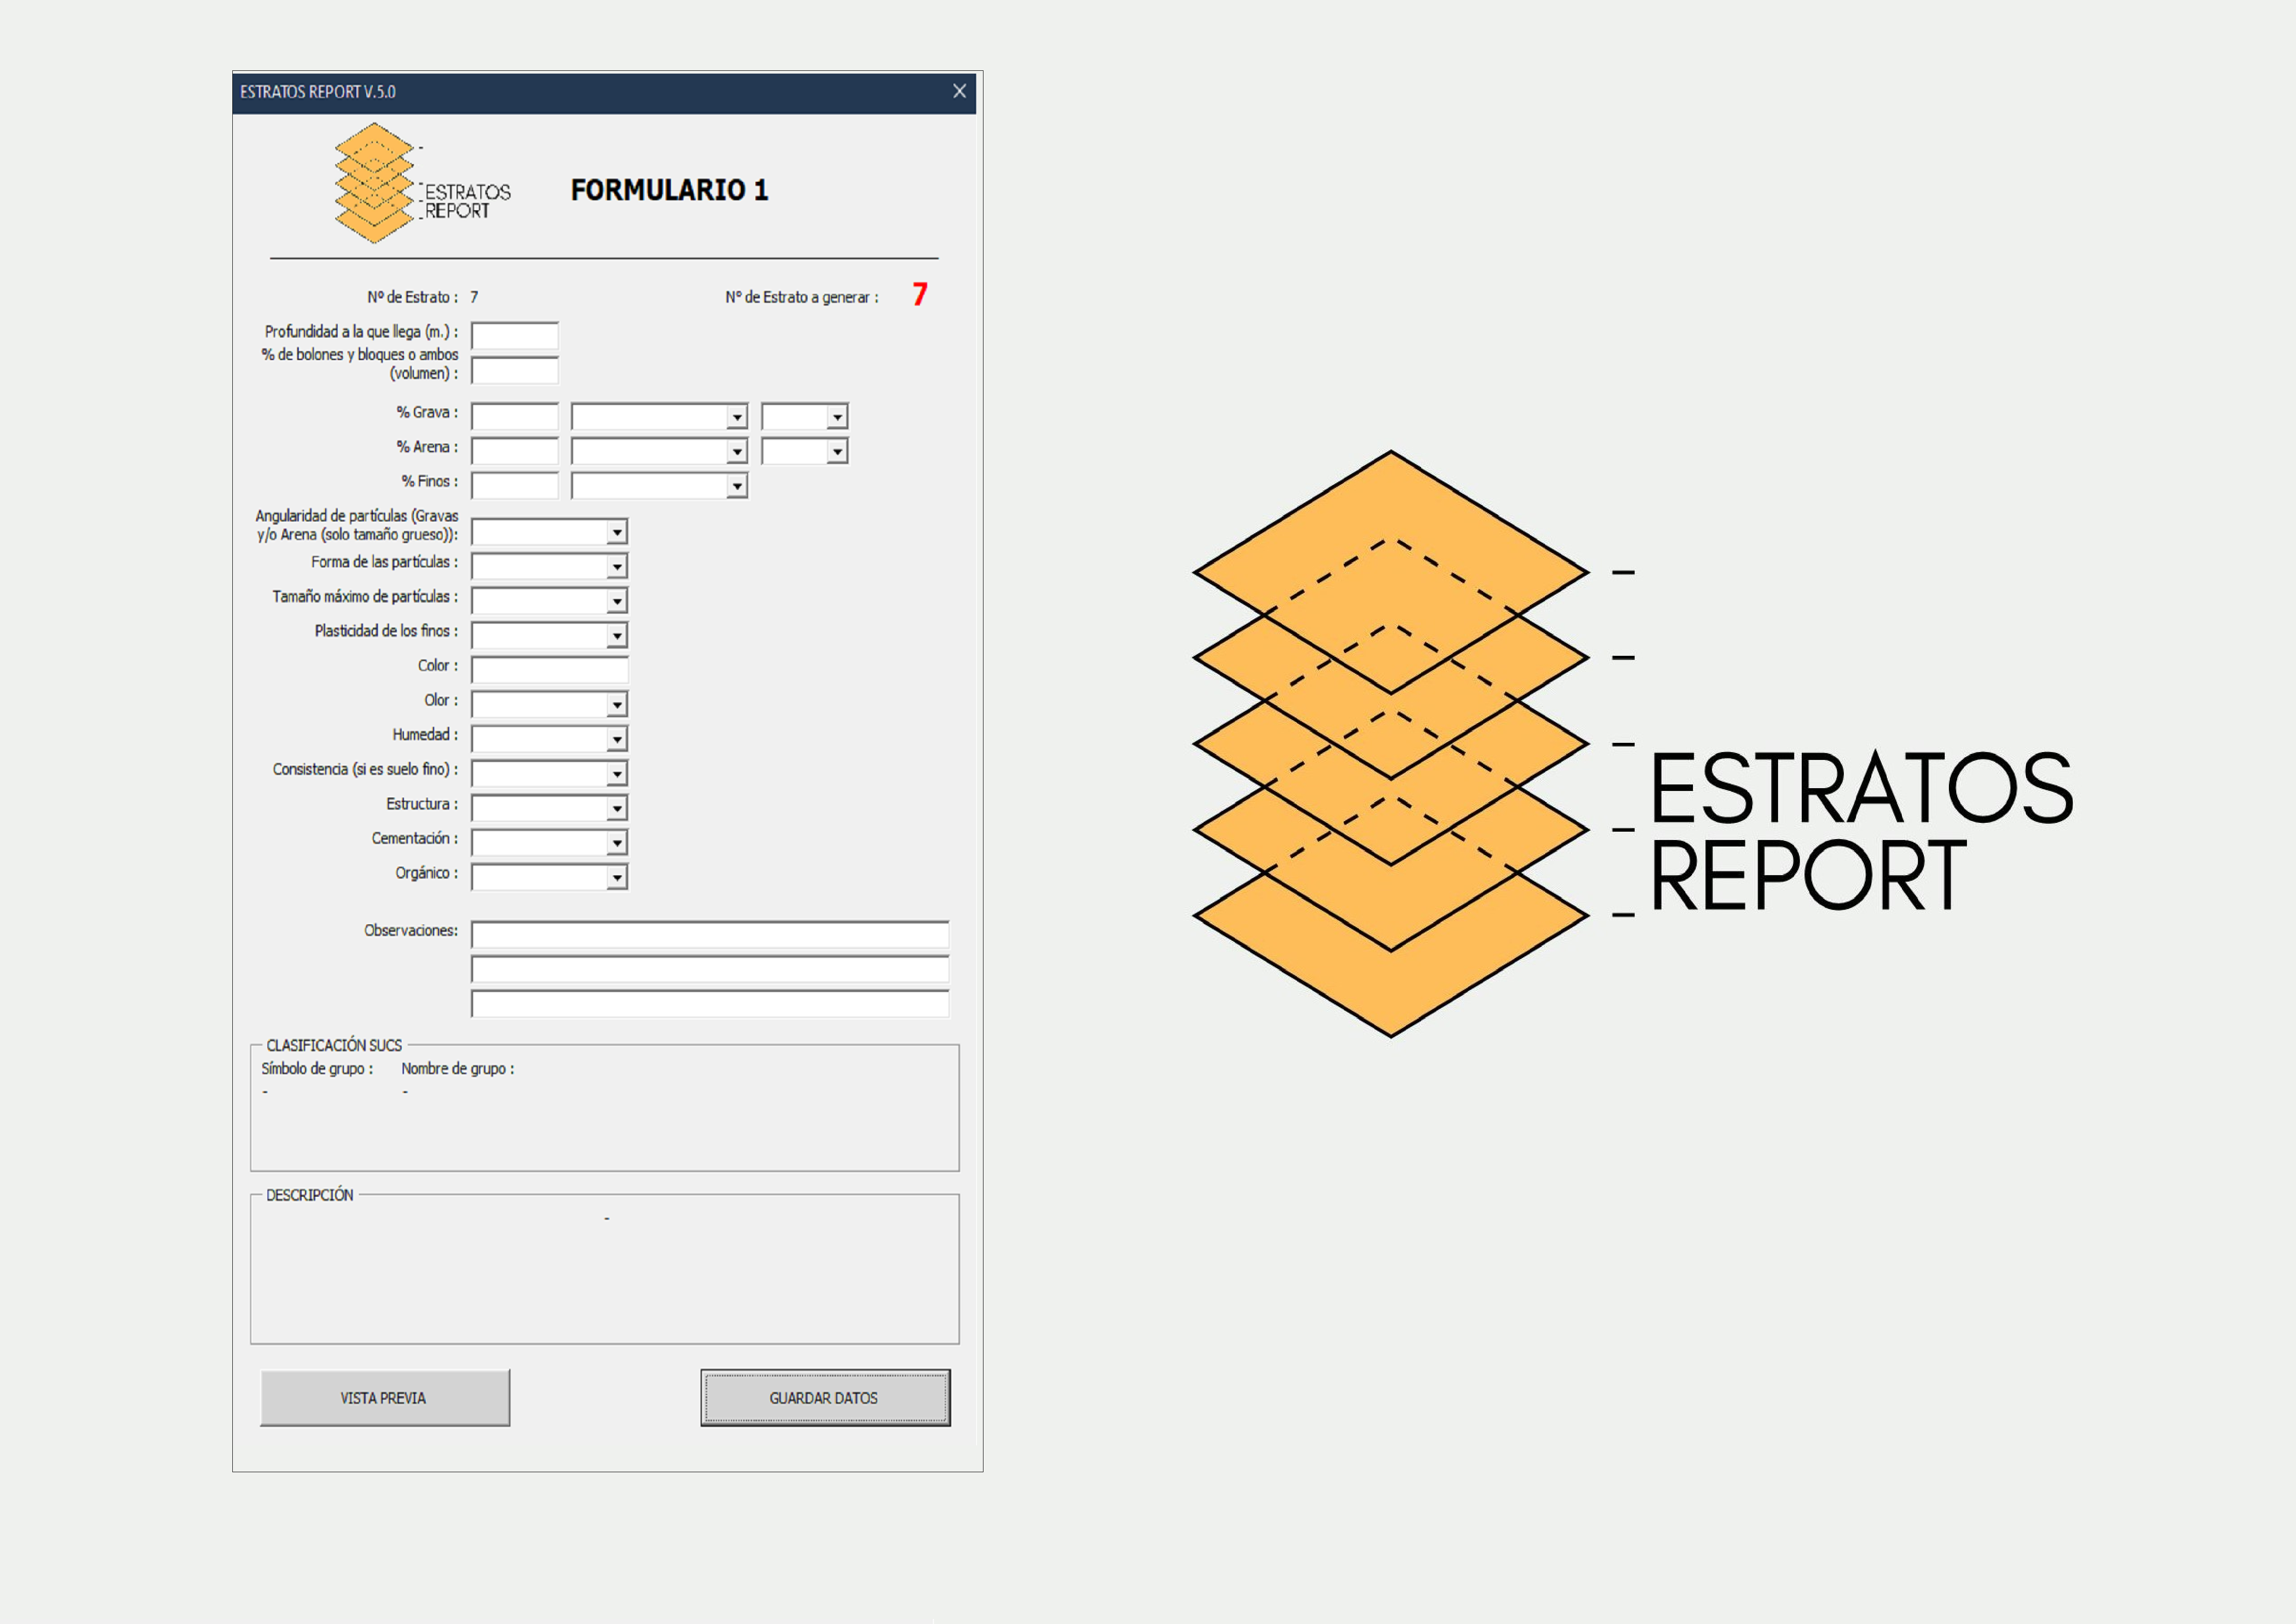 ESTRATOS REPORT V.5.0
ESTRATOS
REPORT
FORMULARIO 1
Nº de Estrato : 7
Nº de Estrato a generar : 7
Profundidad a la que llega (m.) :
% de bolones y bloques o ambos
(volumen) :
% Grava :
% Arena :
% Finos :
Angularidad de partículas (Gravas
y/o Arena (solo tamaño grueso)):
Forma de las partículas :
Tamaño máximo de partículas :
Plasticidad de los finos :
Color :
Olor :
Humedad :
Consistencia (si es suelo fino) :
Estructura :
Cementación :
Orgánico :
Observaciones:
CLASIFICACIÓN SUCS
Símbolo de grupo : Nombre de grupo :
- -
DESCRIPCIÓN
-
VISTA PREVIA
GUARDAR DATOS
ESTRATOS
REPORT